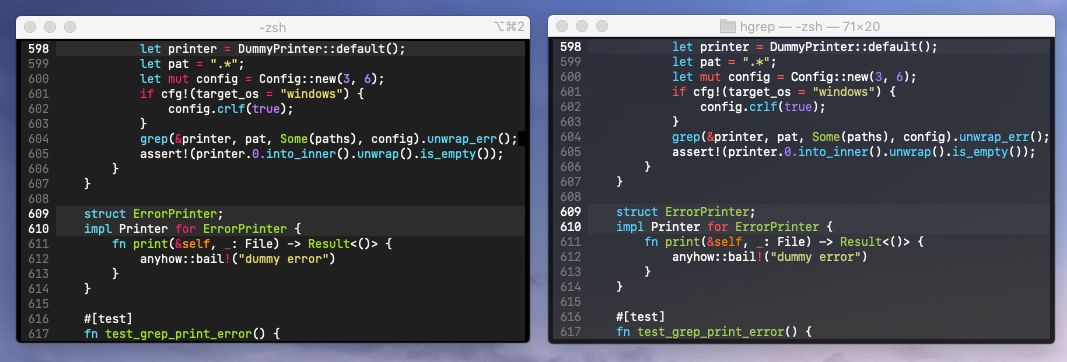 -zsh ⌥⌘2
598 let printer = DummyPrinter::default();
599 let pat = ".*";
600 let mut config = Config::new(3, 6);
601 if cfg!(target_os = "windows") {
602 config.crlf(true);
603 }
604 grep(&printer, pat, Some(paths), config).unwrap_err();
605 assert!(printer.0.into_inner().unwrap().is_empty());
606 }
607 }
608
609 struct ErrorPrinter;
610 impl Printer for ErrorPrinter {
611 fn print(&self, _: File) -> Result<()> {
612 anyhow::bail!("dummy error")
613 }
614 }
615
616 #[test]
617 fn test_grep_print_error() {
hgrep — -zsh — 71×20
598 let printer = DummyPrinter::default();
599 let pat = ".*";
600 let mut config = Config::new(3, 6);
601 if cfg!(target_os = "windows") {
602 config.crlf(true);
603 }
604 grep(&printer, pat, Some(paths), config).unwrap_err();
605 assert!(printer.0.into_inner().unwrap().is_empty());
606 }
607 }
608
609 struct ErrorPrinter;
610 impl Printer for ErrorPrinter {
611 fn print(&self, _: File) -> Result<()> {
612 anyhow::bail!("dummy error")
613 }
614 }
615
616 #[test]
617 fn test_grep_print_error() {